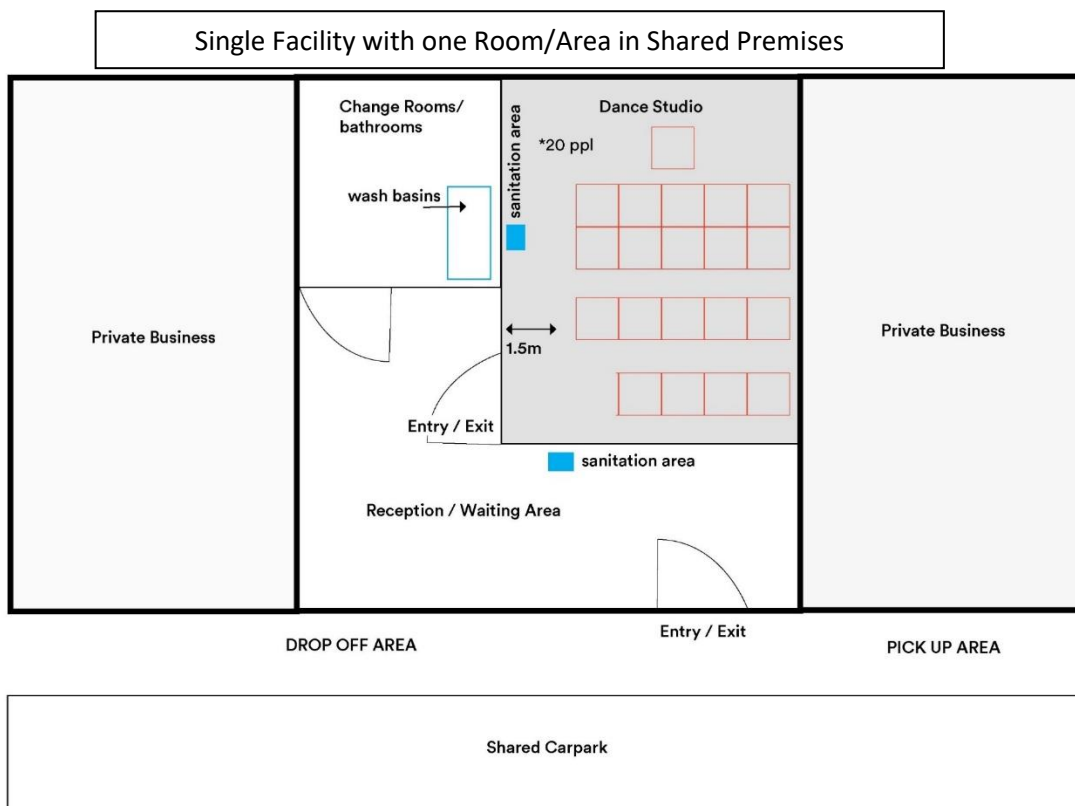 Single Facility with one Room/Area in Shared Premises
Change Rooms/
bathrooms
wash basins
sanitation area
Dance Studio
*20 ppl
1.5m
Private Business
Private Business
Entry / Exit
sanitation area
Reception / Waiting Area
Entry / Exit
DROP OFF AREA
PICK UP AREA
Shared Carpark